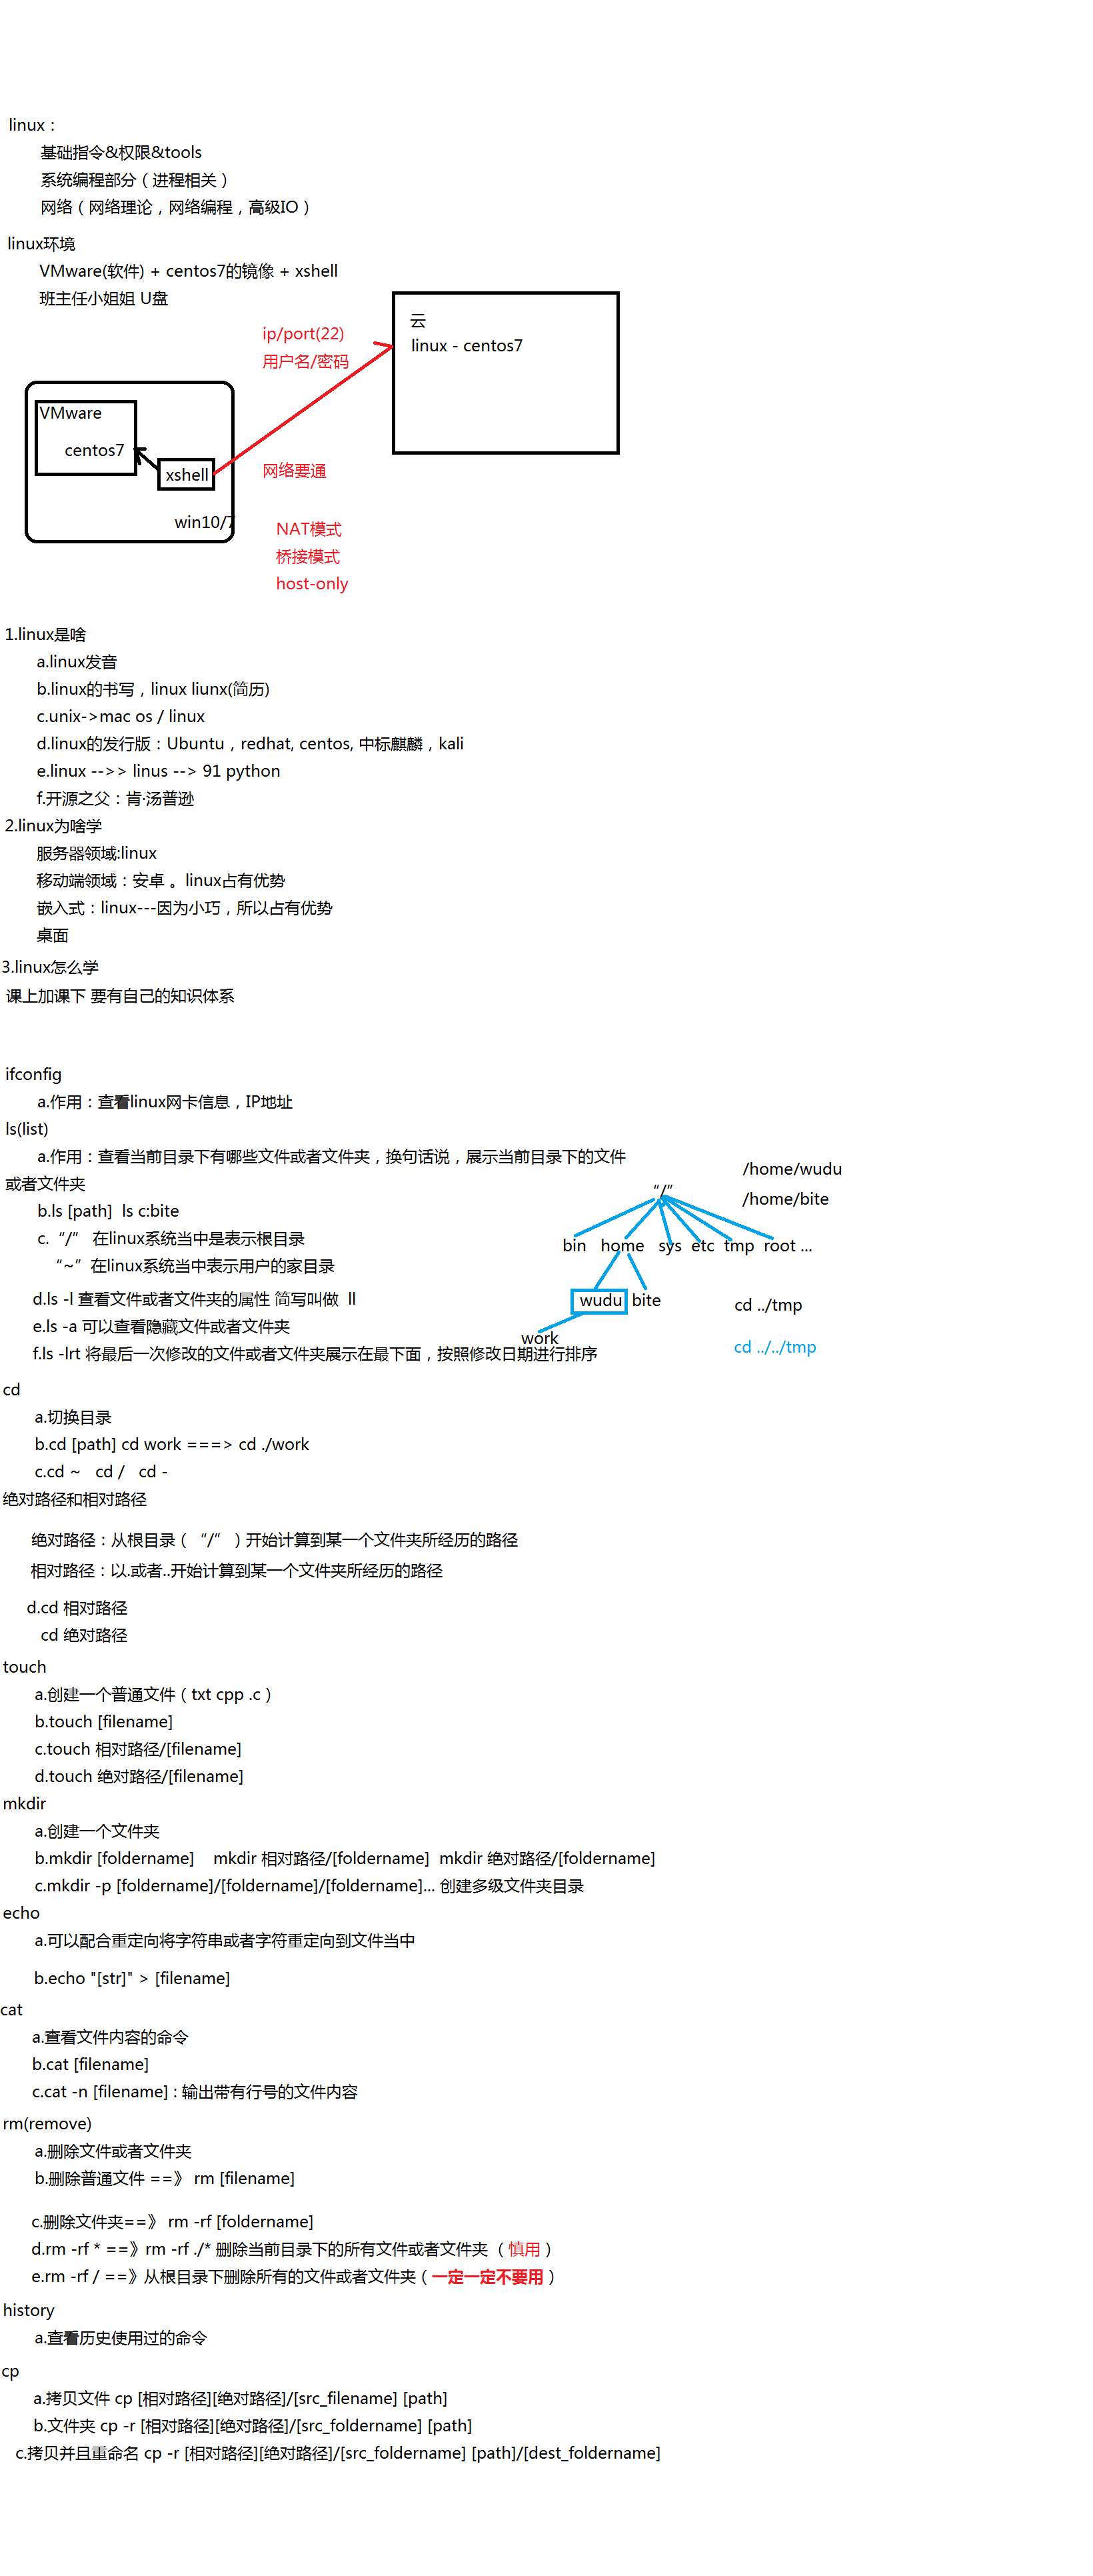 linux：
基础指令&权限&tools
系统编程部分（进程相关）
网络（网络理论，网络编程，高级IO）
linux环境
VMware(软件) + centos7的镜像 + xshell
班主任小姐姐 U盘
ip/port(22)
用户名/密码
云
linux - centos7
VMware
centos7
xshell
网络要通
win10/7
NAT模式
桥接模式
host-only
1.linux是啥
a.linux发音
b.linux的书写，linux liunx(简历)
c.unix->mac os / linux
d.linux的发行版：Ubuntu，redhat, centos, 中标麒麟，kali
e.linux -->> linus --> 91 python
f.开源之父：肯·汤普逊
2.linux为啥学
服务器领域:linux
移动端领域：安卓 。linux占有优势
嵌入式：linux---因为小巧，所以占有优势
桌面
3.linux怎么学
课上加课下 要有自己的知识体系
ifconfig
a.作用：查看linux网卡信息，IP地址
ls(list)
a.作用：查看当前目录下有哪些文件或者文件夹，换句话说，展示当前目录下的文件
或者文件夹
b.ls [path]  ls c:bite
c.“/” 在linux系统当中是表示根目录
“~”在linux系统当中表示用户的家目录
d.ls -l 查看文件或者文件夹的属性 简写叫做  ll
e.ls -a 可以查看隐藏文件或者文件夹
f.ls -lrt 将最后一次修改的文件或者文件夹展示在最下面，按照修改日期进行排序
/home/wudu
/home/bite
“/”
bin home sys etc tmp root ...
wudu bite
work
cd ../tmp
cd ../../tmp
cd
a.切换目录
b.cd [path] cd work ===> cd ./work
c.cd ~   cd /   cd -
绝对路径和相对路径
绝对路径：从根目录（“/”）开始计算到某一个文件夹所经历的路径
相对路径：以.或者..开始计算到某一个文件夹所经历的路径
d.cd 相对路径
cd 绝对路径
touch
a.创建一个普通文件（txt cpp .c）
b.touch [filename]
c.touch 相对路径/[filename]
d.touch 绝对路径/[filename]
mkdir
a.创建一个文件夹
b.mkdir [foldername]    mkdir 相对路径/[foldername]  mkdir 绝对路径/[foldername]
c.mkdir -p [foldername]/[foldername]/[foldername]... 创建多级文件夹目录
echo
a.可以配合重定向将字符串或者字符重定向到文件当中
b.echo "[str]" > [filename]
cat
a.查看文件内容的命令
b.cat [filename]
c.cat -n [filename] : 输出带有行号的文件内容
rm(remove)
a.删除文件或者文件夹
b.删除普通文件 ==》 rm [filename]
c.删除文件夹==》 rm -rf [foldername]
d.rm -rf * ==》rm -rf ./* 删除当前目录下的所有文件或者文件夹（慎用）
e.rm -rf / ==》从根目录下删除所有的文件或者文件夹（一定一定不要用）
history
a.查看历史使用过的命令
cp
a.拷贝文件 cp [相对路径][绝对路径]/[src_filename] [path]
b.文件夹 cp -r [相对路径][绝对路径]/[src_foldername] [path]
c.拷贝并且重命名 cp -r [相对路径][绝对路径]/[src_foldername] [path]/[dest_foldername]